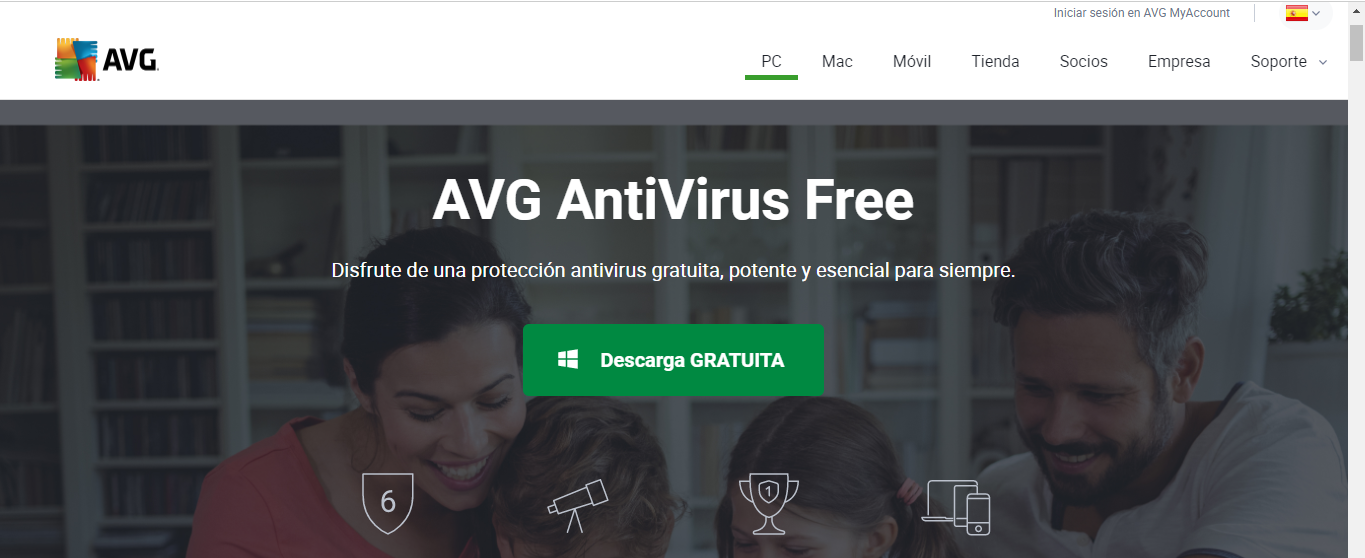 Iniciar sesión en AVG MyAccount
AVG
PC Mac Móvil Tienda Socios Empresa Soporte
AVG AntiVirus Free
Disfrute de una protección antivirus gratuita, potente y esencial para siempre.
Descarga GRATUITA
6
1